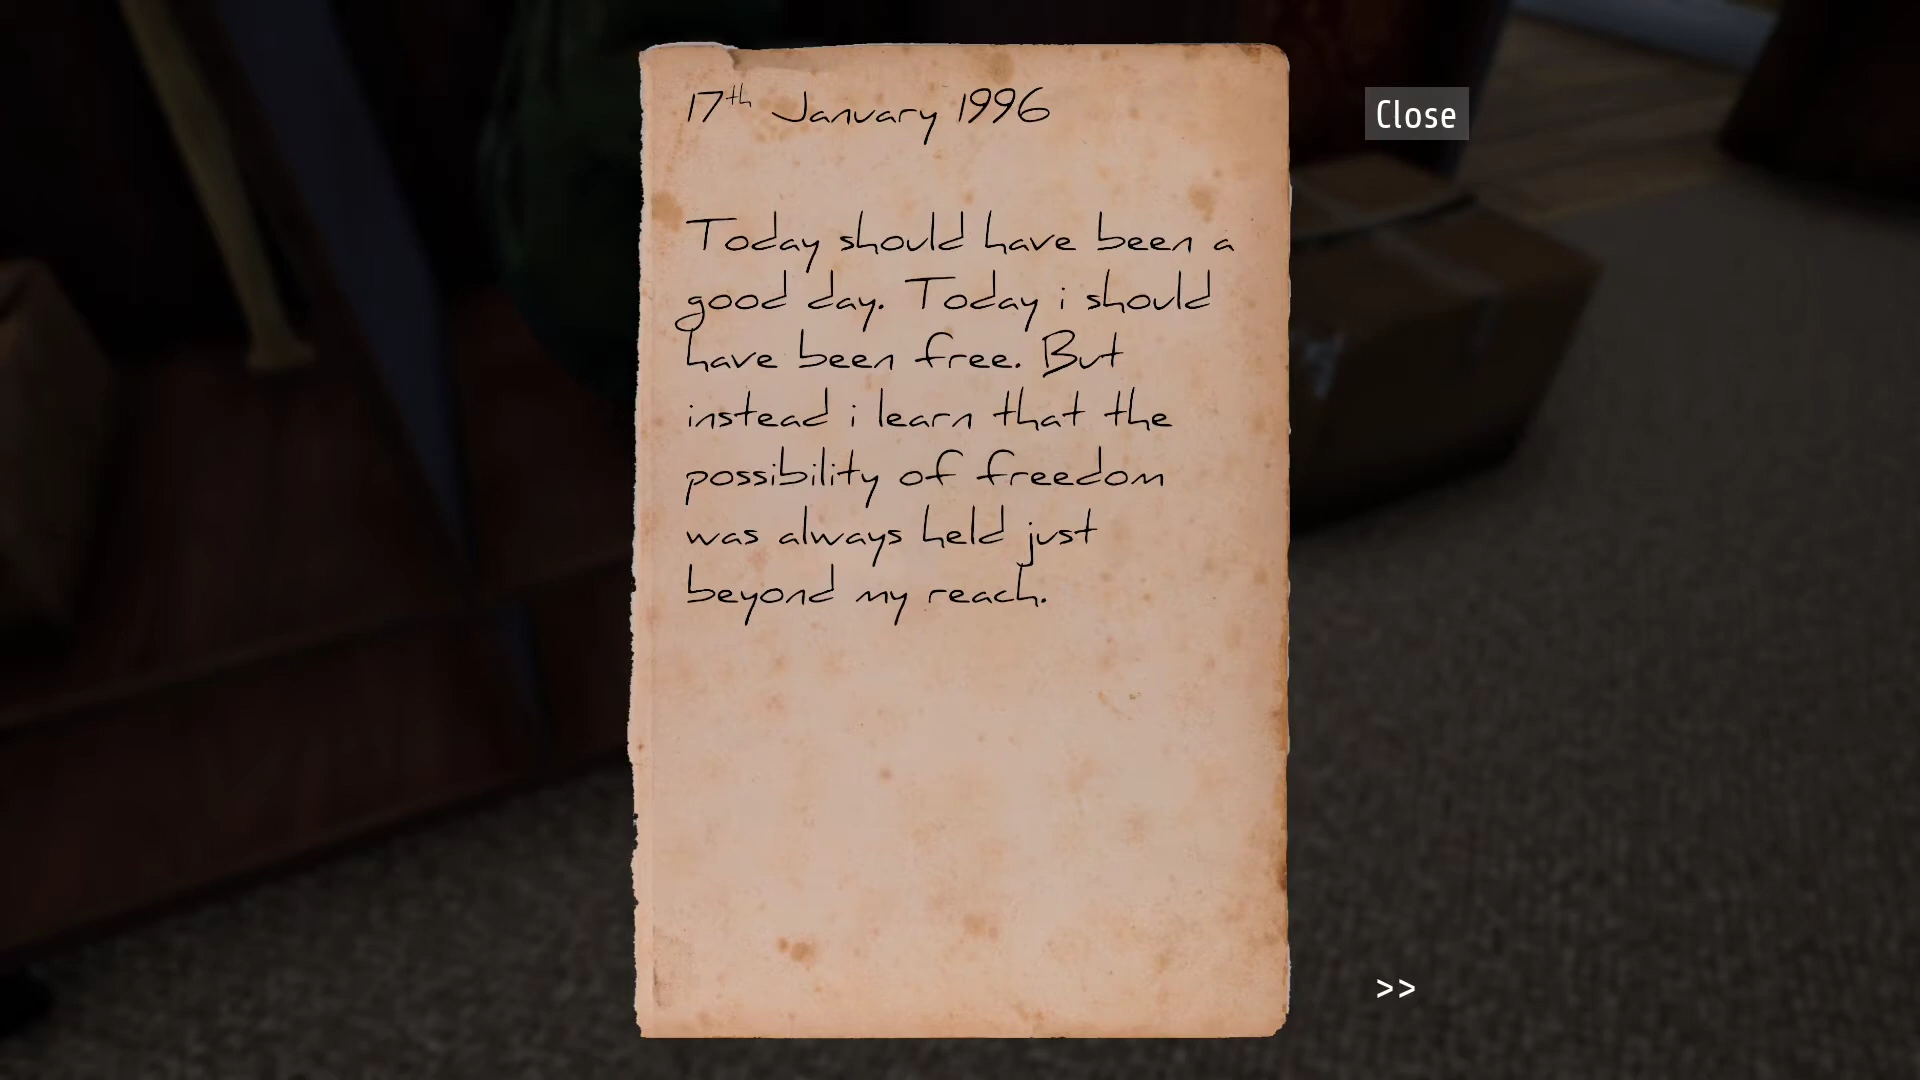 17th January 1996
Close
Today should have been a
good day. Today i should
have been free. But
instead i learn that the
possibility of freedom
was always held just
beyond my reach.
>>